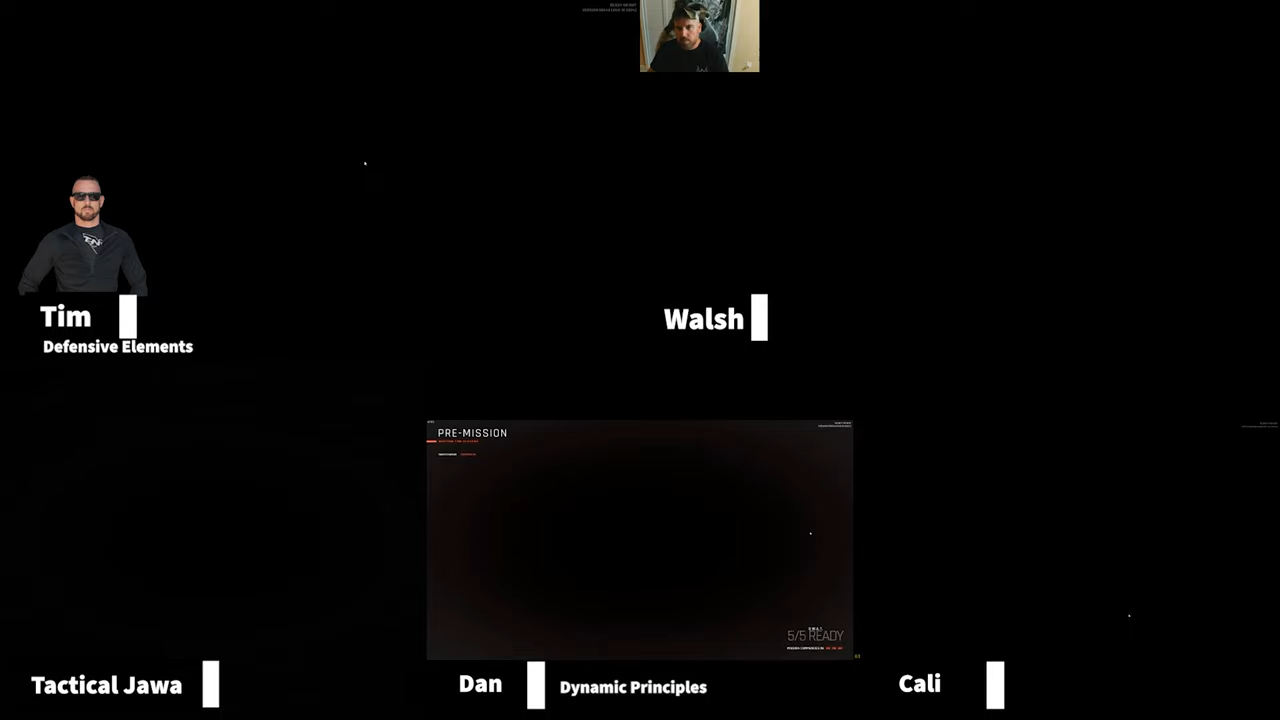 Tim
Defensive Elements
Walsh
PRE-MISSION
5/5 READY
Tactical Jawa
Dan
Dynamic Principles
Cali